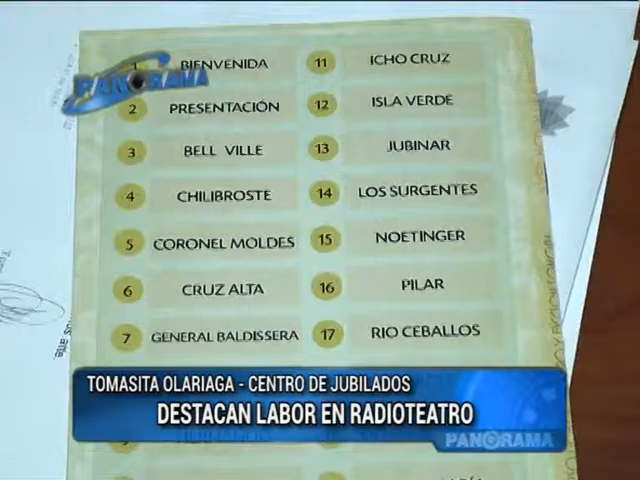 PANORAMA
1 BIENVENIDA
2 PRESENTACIÓN
3 BELL VILLE
4 CHILIBROSTE
5 CORONEL MOLDES
6 CRUZ ALTA
7 GENERAL BALDISSERA
11 ICHO CRUZ
12 ISLA VERDE
13 JUBINAR
14 LOS SURGENTES
15 NOETINGER
16 PILAR
17 RIO CEBALLOS
TOMASITA OLARIAGA - CENTRO DE JUBILADOS
DESTACAN LABOR EN RADIOTEATRO
PANORAMA